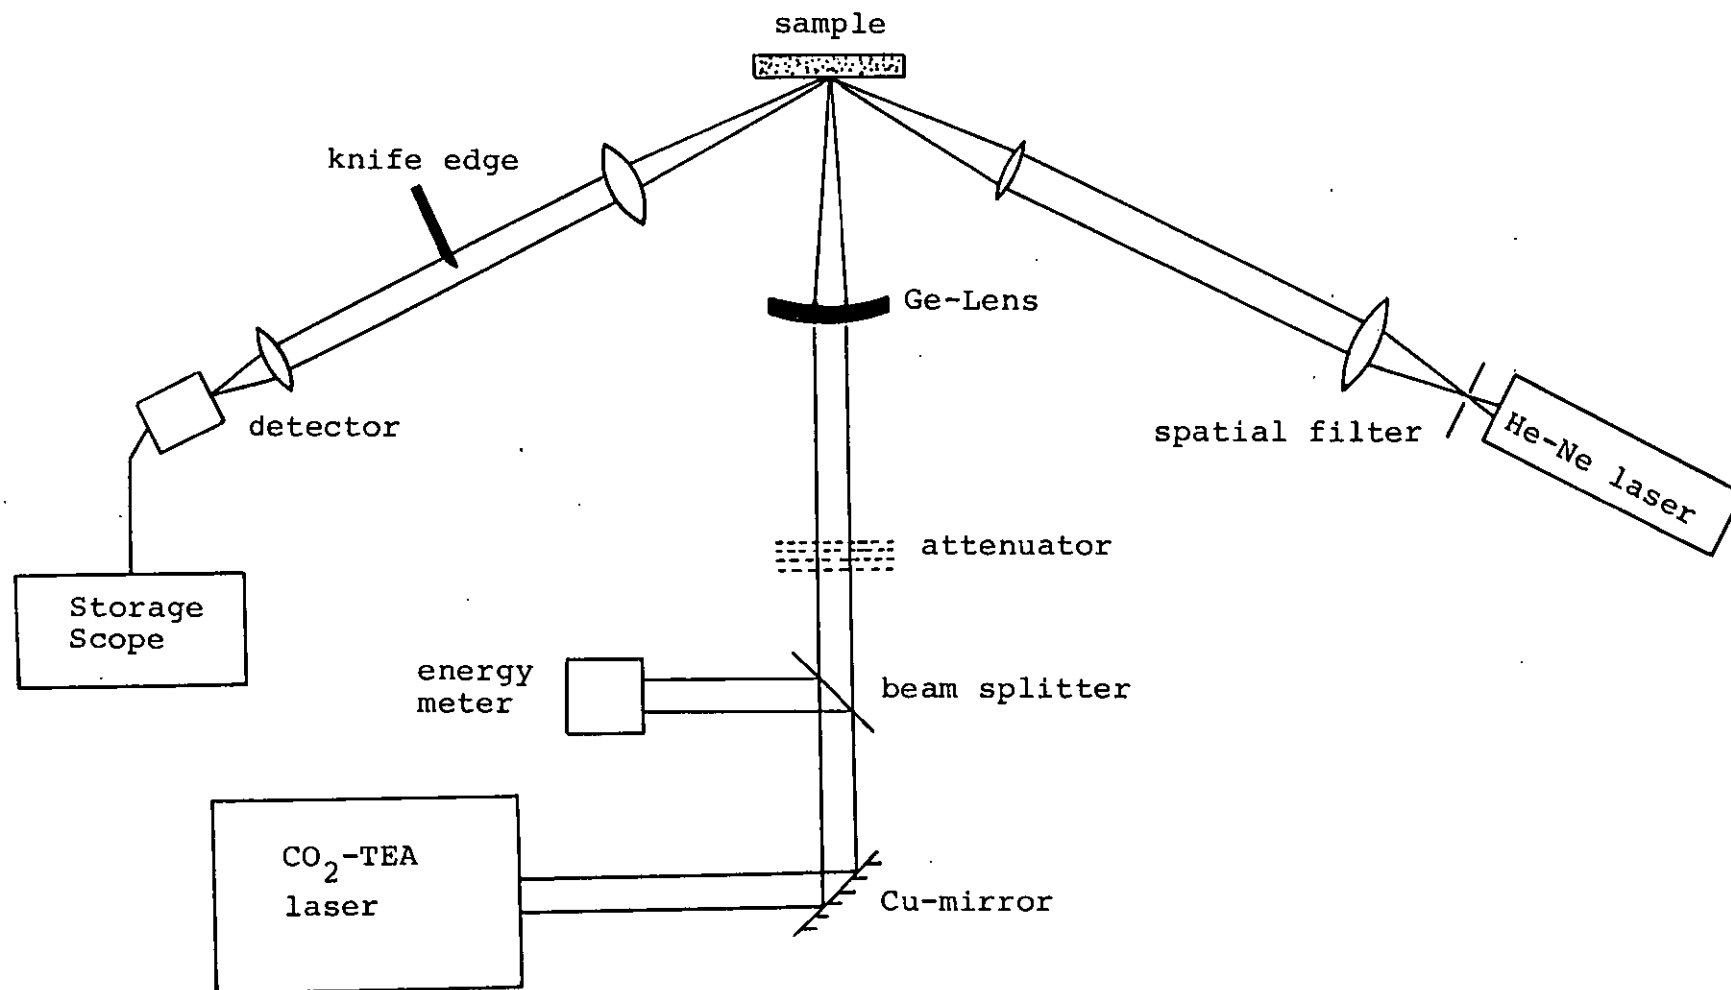 sample
knife edge
Ge-Lens
detector
spatial filter
He-Ne laser
attenuator
Storage
Scope
energy
meter
beam splitter
CO₂-TEA
laser
Cu-mirror